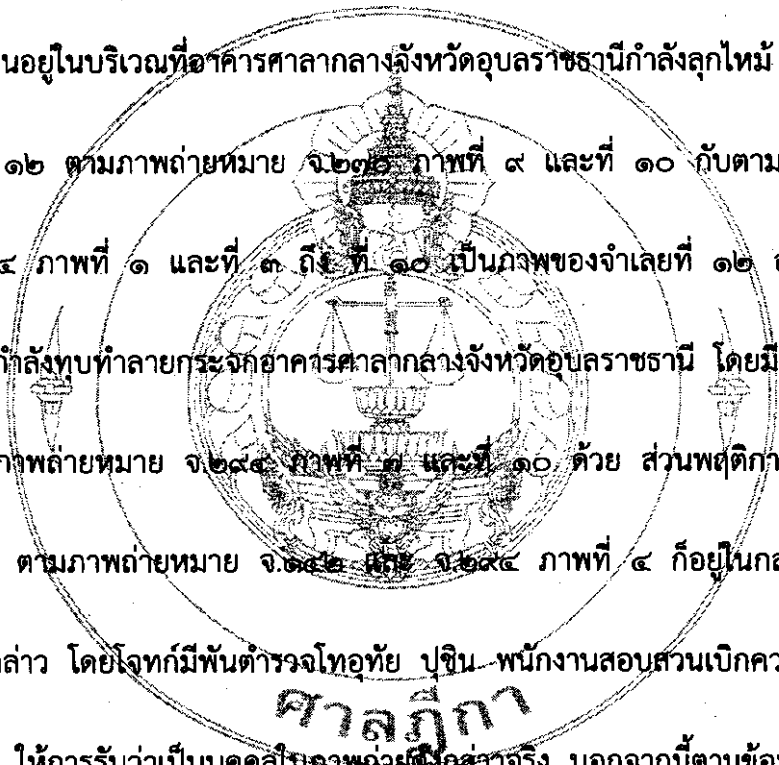 นอยู่ในบริเวณที่อาคารศาลากลางจังหวัดอุบลราชธานีกำลังลุกไหม้
๑๒ ตามภาพถ่ายหมาย ภาพที่ ๙ และที่ ๑๐ กับตาม
๔ ภาพที่ ๑ และที่ ๓ ถึง ที่ ๑๐ เป็นภาพของจำเลยที่ ๑๒
กำลังทุบทำลายกระจกอาคารศาลากลางจังหวัดอุบลราชธานี โดยมี
ภาพถ่ายหมาย จ.๒๙๔ ภาพที่ ๗ และที่ ๑๐ ด้วย ส่วนพฤติกา
ตามภาพถ่ายหมาย และ จ.๒๙๔ ภาพที่ ๔ ก็อยู่ในกล
กล่าว โดยโจทก์มีพันตำรวจโทอุทัย ปุชิน พนักงานสอบสวนเบิกคว
ศาลฎีกา
ให้การรับว่าเป็นบุคคลในภาพถ่ายดังกล่าวจริง นอกจากนี้ตามข้อ